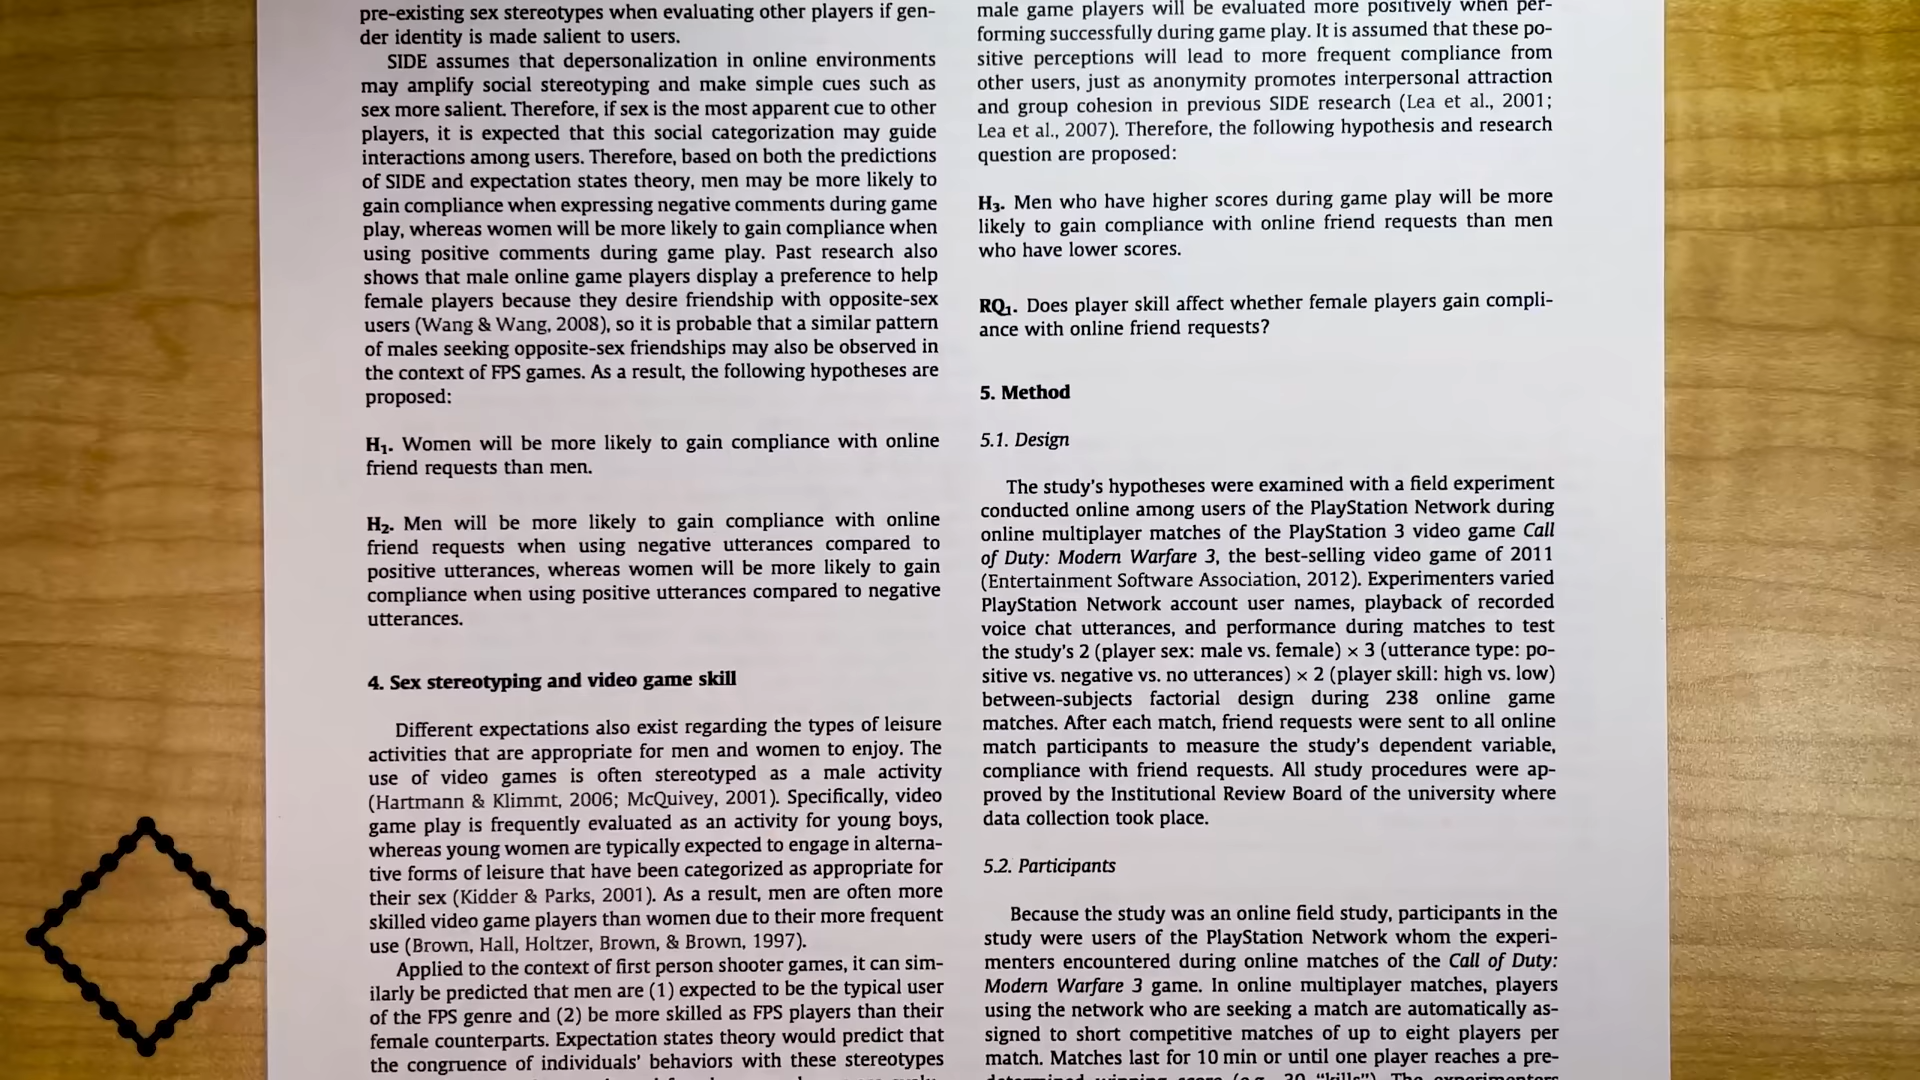 pre-existing sex stereotypes when evaluating other players if gen-
der identity is made salient to users.
SIDE assumes that depersonalization in online environments
may amplify social stereotyping and make simple cues such as
sex more salient. Therefore, if sex is the most apparent cue to other
players, it is expected that this social categorization may guide
interactions among users. Therefore, based on both the predictions
of SIDE and expectation states theory, men may be more likely to
gain compliance when expressing negative comments during game
play, whereas women will be more likely to gain compliance when
using positive comments during game play. Past research also
shows that male online game players display a preference to help
female players because they desire friendship with opposite-sex
users (Wang & Wang, 2008), so it is probable that a similar pattern
of males seeking opposite-sex friendships may also be observed in
the context of FPS games. As a result, the following hypotheses are
proposed:
H₁. Women will be more likely to gain compliance with online
friend requests than men.
H₂. Men will be more likely to gain compliance with online
friend requests when using negative utterances compared to
positive utterances, whereas women will be more likely to gain
compliance when using positive utterances compared to negative
utterances.
4. Sex stereotyping and video game skill
Different expectations also exist regarding the types of leisure
activities that are appropriate for men and women to enjoy. The
use of video games is often stereotyped as a male activity
(Hartmann & Klimmt, 2006; McQuivey, 2001). Specifically, video
game play is frequently evaluated as an activity for young boys,
whereas young women are typically expected to engage in alterna-
tive forms of leisure that have been categorized as appropriate for
their sex (Kidder & Parks, 2001). As a result, men are often more
skilled video game players than women due to their more frequent
use (Brown, Hall, Holtzer, Brown, & Brown, 1997).
Applied to the context of first person shooter games, it can sim-
ilarly be predicted that men are (1) expected to be the typical user
of the FPS genre and (2) be more skilled as FPS players than their
female counterparts. Expectation states theory would predict that
the congruence of individuals' behaviors with these stereotypes
male game players will be evaluated more positively when per-
forming successfully during game play. It is assumed that these po-
sitive perceptions will lead to more frequent compliance from
other users, just as anonymity promotes interpersonal attraction
and group cohesion in previous SIDE research (Lea et al., 2001;
Lea et al., 2007). Therefore, the following hypothesis and research
question are proposed:
H₃. Men who have higher scores during game play will be more
likely to gain compliance with online friend requests than men
who have lower scores.
RQ₁. Does player skill affect whether female players gain compli-
ance with online friend requests?
5. Method
5.1. Design
The study's hypotheses were examined with a field experiment
conducted online among users of the PlayStation Network during
online multiplayer matches of the PlayStation 3 video game Call
of Duty: Modern Warfare 3, the best-selling video game of 2011
(Entertainment Software Association, 2012). Experimenters varied
PlayStation Network account user names, playback of recorded
voice chat utterances, and performance during matches to test
the study's 2 (player sex: male vs. female) × 3 (utterance type: po-
sitive vs. negative vs. no utterances) × 2 (player skill: high vs. low)
between-subjects factorial design during 238 online game
matches. After each match, friend requests were sent to all online
match participants to measure the study's dependent variable,
compliance with friend requests. All study procedures were ap-
proved by the Institutional Review Board of the university where
data collection took place.
5.2. Participants
Because the study was an online field study, participants in the
study were users of the PlayStation Network whom the experi-
menters encountered during online matches of the Call of Duty:
Modern Warfare 3 game. In online multiplayer matches, players
using the network who are seeking a match are automatically as-
signed to short competitive matches of up to eight players per
match. Matches last for 10 min or until one player reaches a pre-
determined winning score (e.g., 30 "kills"). The experimenters